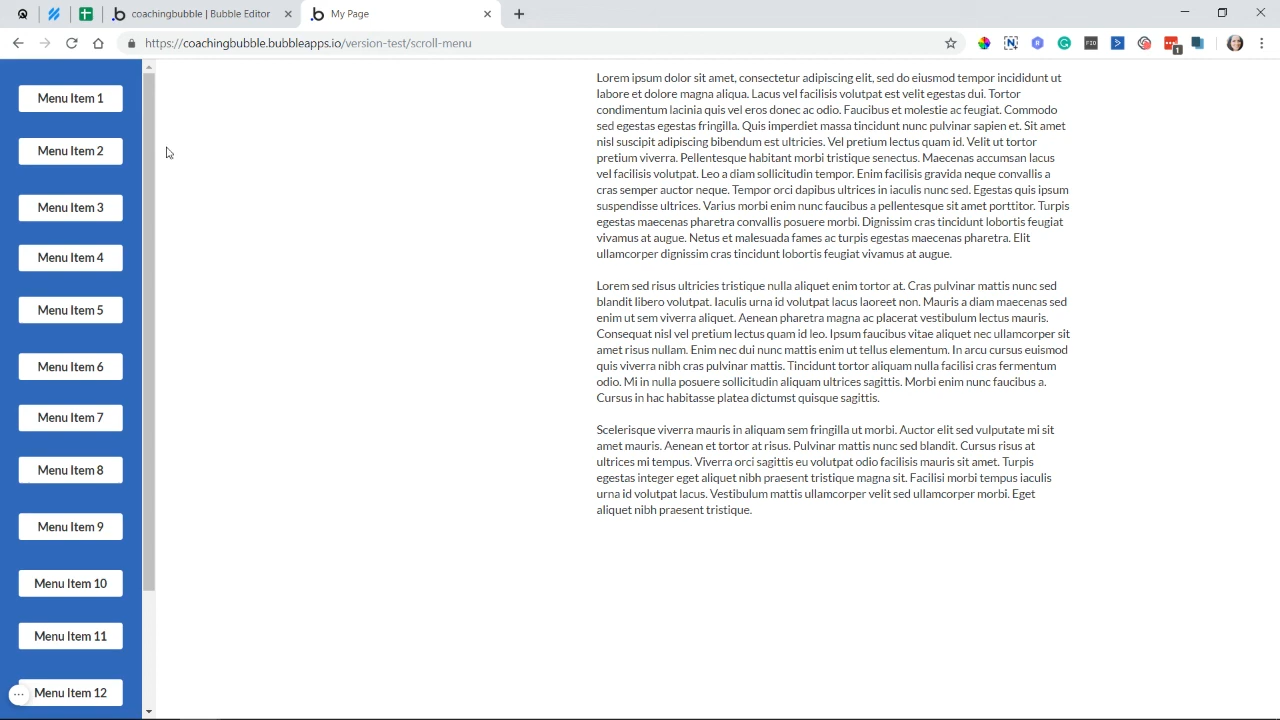 coachingbubble | Bubble Editor
My Page
https://coachingbubble.bubbleapps.io/version-test/scroll-menu
FIO
1
Menu Item 1
Menu Item 2
Menu Item 3
Menu Item 4
Menu Item 5
Menu Item 6
Menu Item 7
Menu Item 8
Menu Item 9
Menu Item 10
Menu Item 11
Menu Item 12
Lorem ipsum dolor sit amet, consectetur adipiscing elit, sed do eiusmod tempor incididunt ut
labore et dolore magna aliqua. Lacus vel facilisis volutpat est velit egestas dui. Tortor
condimentum lacinia quis vel eros donec ac odio. Faucibus et molestie ac feugiat. Commodo
sed egestas egestas fringilla. Quis imperdiet massa tincidunt nunc pulvinar sapien et. Sit amet
nisl suscipit adipiscing bibendum est ultricies. Vel pretium lectus quam id. Velit ut tortor
pretium viverra. Pellentesque habitant morbi tristique senectus. Maecenas accumsan lacus
vel facilisis volutpat. Leo a diam sollicitudin tempor. Enim facilisis gravida neque convallis a
cras semper auctor neque. Tempor orci dapibus ultrices in iaculis nunc sed. Egestas quis ipsum
suspendisse ultrices. Varius morbi enim nunc faucibus a pellentesque sit amet porttitor. Turpis
egestas maecenas pharetra convallis posuere morbi. Dignissim cras tincidunt lobortis feugiat
vivamus at augue. Netus et malesuada fames ac turpis egestas maecenas pharetra. Elit
ullamcorper dignissim cras tincidunt lobortis feugiat vivamus at augue.
Lorem sed risus ultricies tristique nulla aliquet enim tortor at. Cras pulvinar mattis nunc sed
blandit libero volutpat. Iaculis urna id volutpat lacus laoreet non. Mauris a diam maecenas sed
enim ut sem viverra aliquet. Aenean pharetra magna ac placerat vestibulum lectus mauris.
Consequat nisl vel pretium lectus quam id leo. Ipsum faucibus vitae aliquet nec ullamcorper sit
amet risus nullam. Enim nec dui nunc mattis enim ut tellus elementum. In arcu cursus euismod
quis viverra nibh cras pulvinar mattis. Tincidunt tortor aliquam nulla facilisi cras fermentum
odio. Mi in nulla posuere sollicitudin aliquam ultrices sagittis. Morbi enim nunc faucibus a.
Cursus in hac habitasse platea dictumst quisque sagittis.
Scelerisque viverra mauris in aliquam sem fringilla ut morbi. Auctor elit sed vulputate mi sit
amet mauris. Aenean et tortor at risus. Pulvinar mattis nunc sed blandit. Cursus risus at
ultrices mi tempus. Viverra orci sagittis eu volutpat odio facilisis mauris sit amet. Turpis
egestas integer eget aliquet nibh praesent tristique magna sit. Facilisi morbi tempus iaculis
urna id volutpat lacus. Vestibulum mattis ullamcorper velit sed ullamcorper morbi. Eget
aliquet nibh praesent tristique.